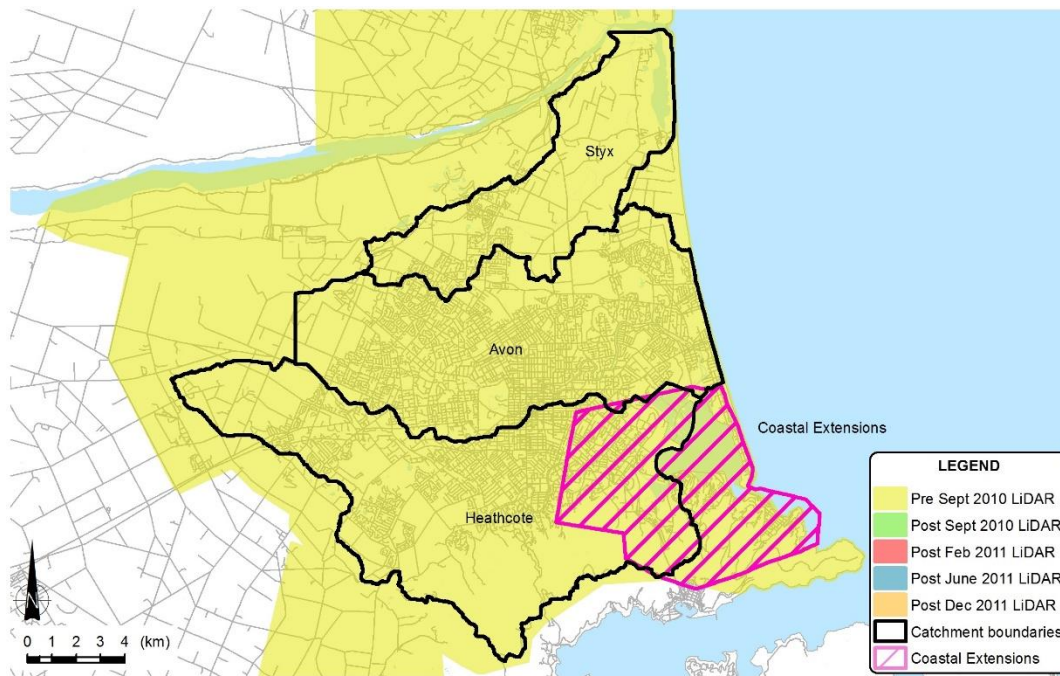 Styx
Avon
Coastal Extensions
Heathcote
N
0 1 2 3 4 (km)
LEGEND
Pre Sept 2010 LiDAR
Post Sept 2010 LiDAR
Post Feb 2011 LiDAR
Post June 2011 LiDAR
Post Dec 2011 LiDAR
Catchment boundaries
Coastal Extensions